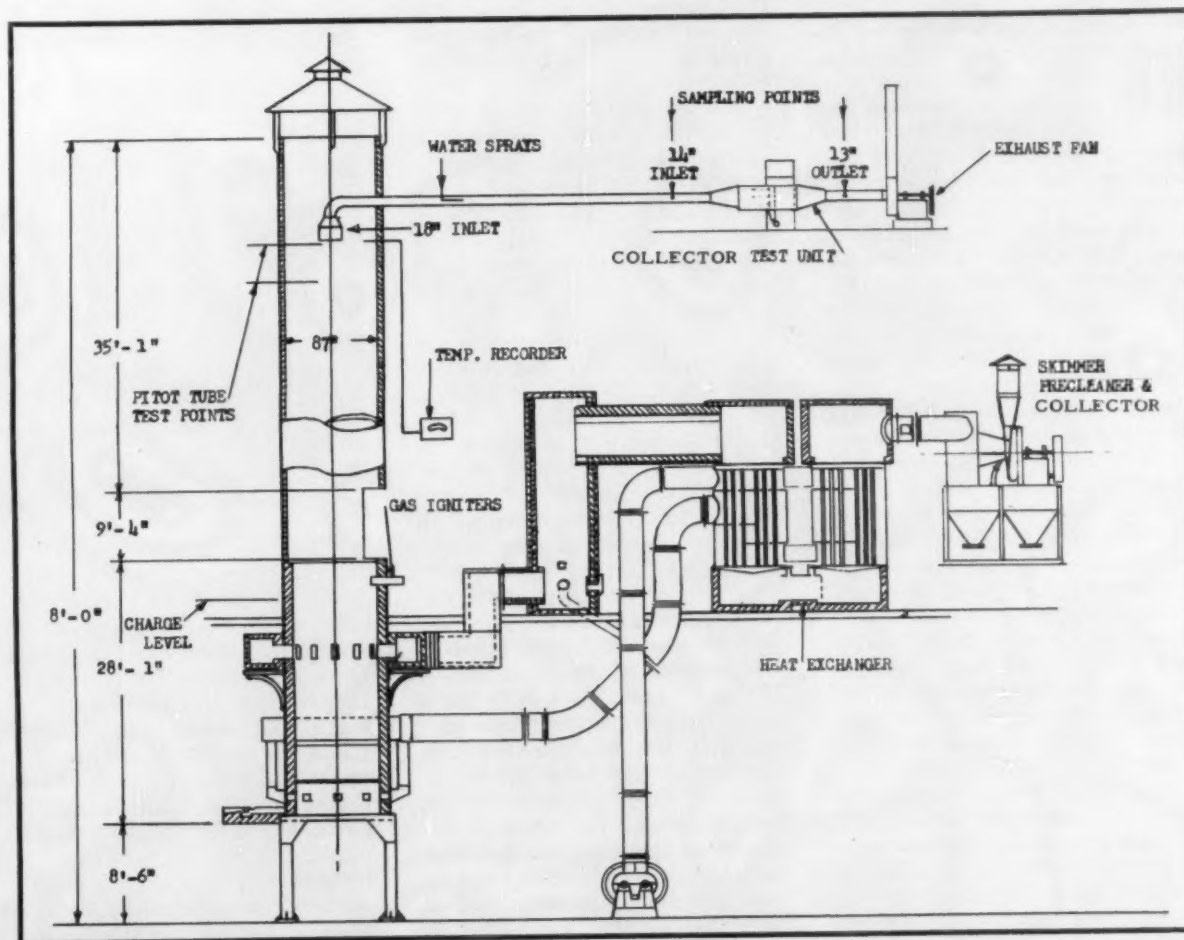 SAMPLING POINTS
WATER SPRAYS
14" INLET
13" OUTLET
EXHAUST FAN
18" INLET
COLLECTOR TEST UNIT
35'-1"
87"
TEMP. RECORDER
PITOT TUBE
TEST POINTS
SKIMMER
PRECLEANER &
COLLECTOR
GAS IGNITERS
9'-4"
8'-0"
CHARGE
LEVEL
28'-1"
HEAT EXCHANGER
8'-6"